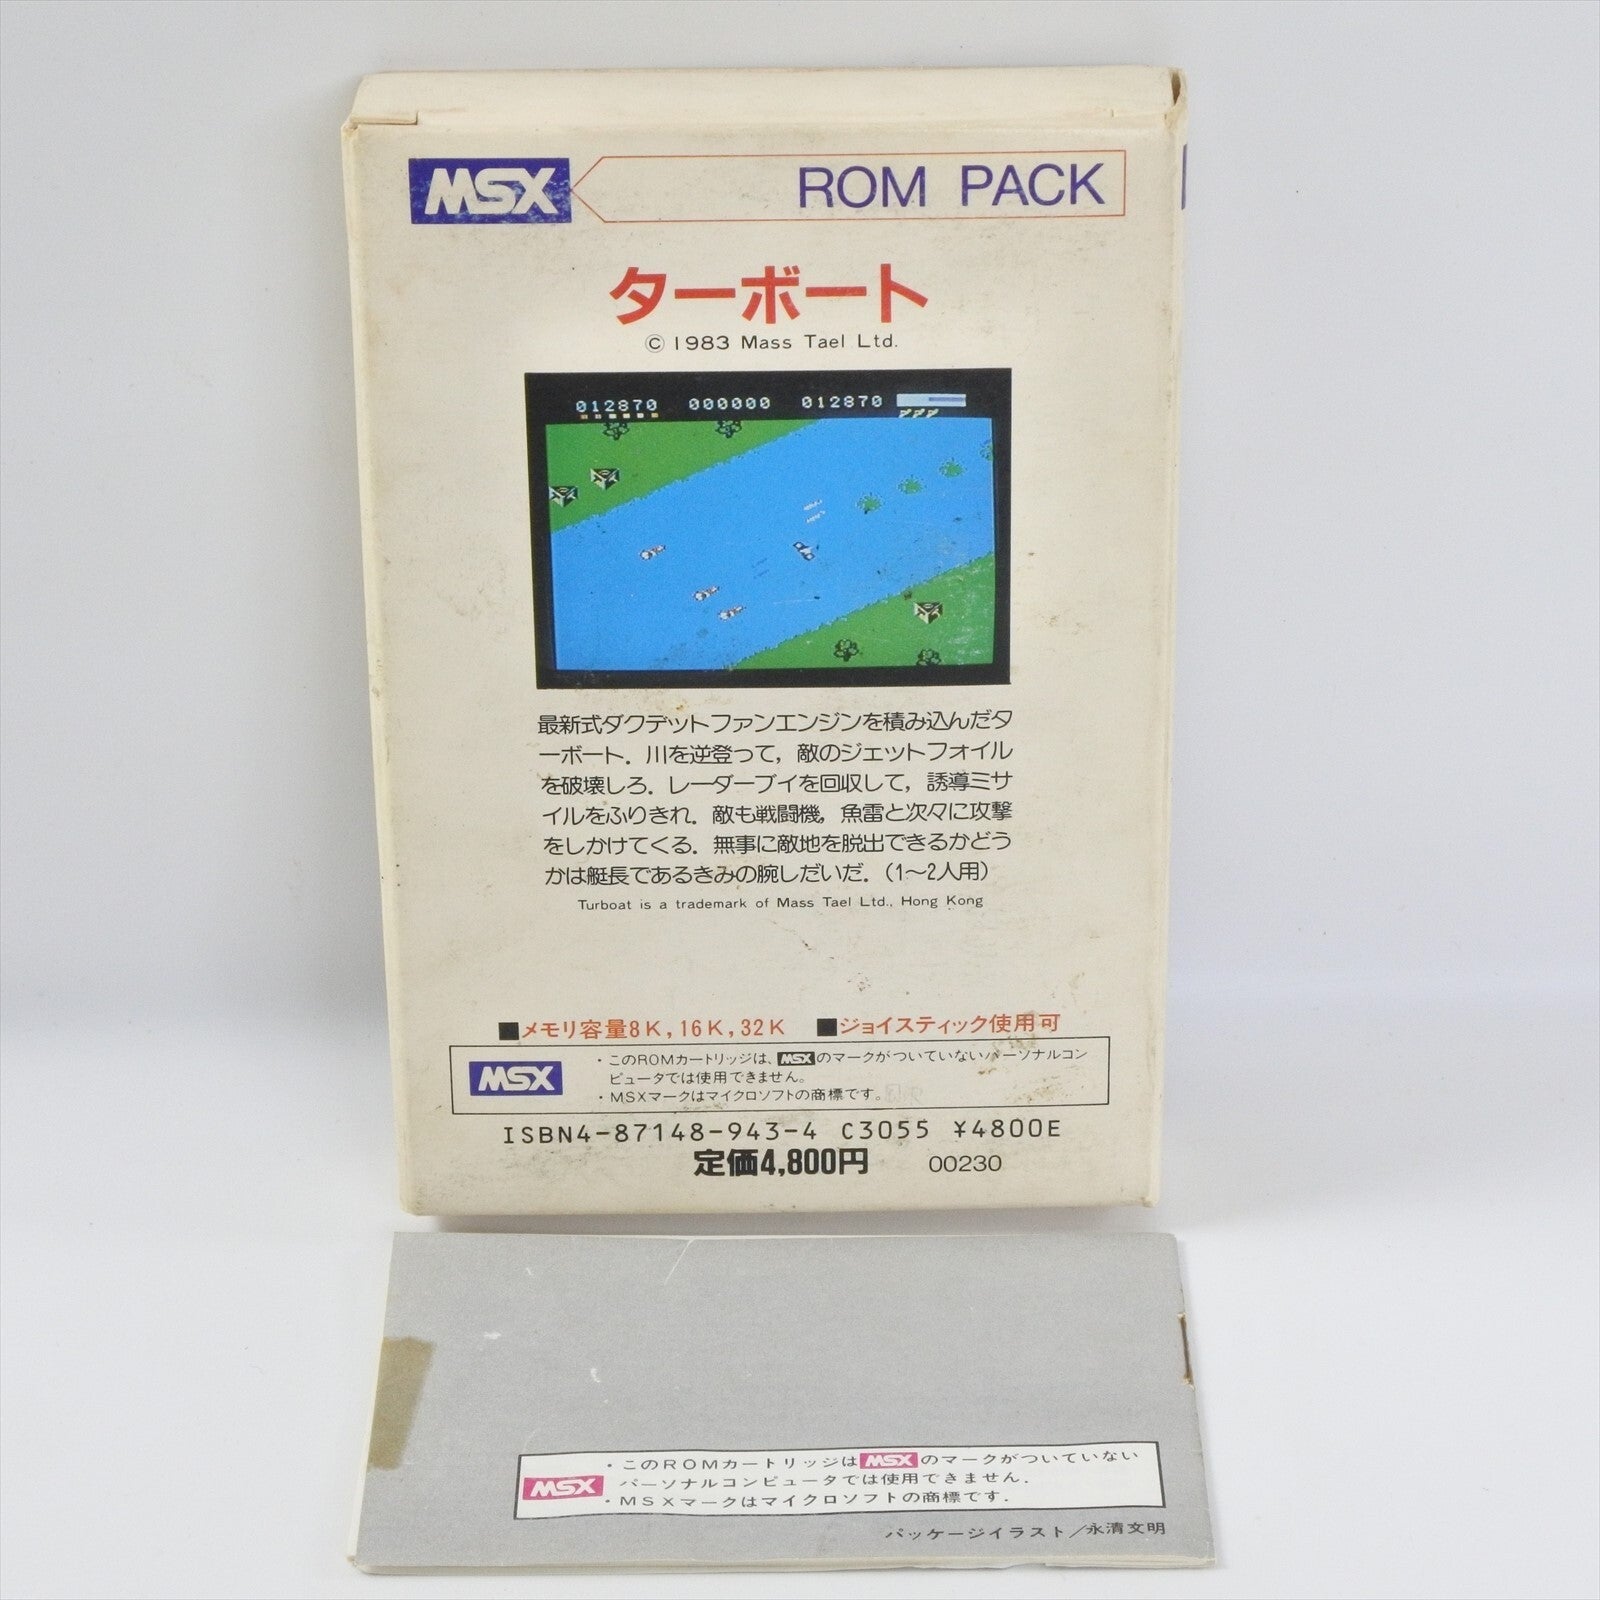 MSX ROM PACK
ターボート
© 1983 Mass Tael Ltd.
012870 000000 012870
最新式ダクデットファンエンジンを積み込んだタ
ーボート．川を逆登って，敵のジェットフォイル
を破壊しろ．レーダーブイを回収して，誘導ミサ
イルをふりきれ．敵も戦闘機，魚雷と次々に攻撃
をしかけてくる．無事に敵地を脱出できるかどう
かは艇長であるきみの腕しだいだ．(1〜2人用)
Turboat is a trademark of Mass Tael Ltd., Hong Kong
■メモリ容量8K,16K,32K ■ジョイスティック使用可
MSX
・このROMカートリッジは、MSXのマークがついていないパーソナルコン
ピュータでは使用できません。
・MSXマークはマイクロソフトの商標です。
ISBN4-87148-943-4 C3055 ¥4800E
定価4,800円 00230
MSX
・このROMカートリッジはMSXのマークがついていない
パーソナルコンピュータでは使用できません．
・MSXマークはマイクロソフトの商標です．
パッケージイラスト／永清文明